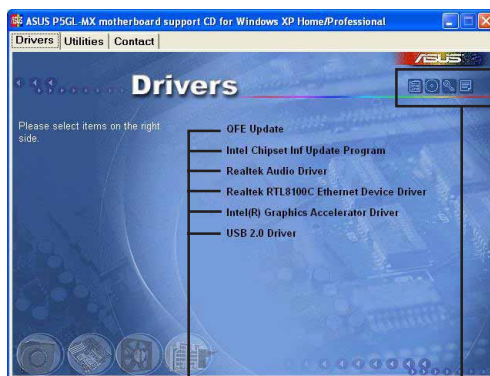 ASUS P5GL-MX motherboard support CD for Windows XP Home/Professional
Drivers Utilities Contact
ASUS
Drivers
Please select items on the right
side.
QFE Update
Intel Chipset Inf Update Program
Realtek Audio Driver
Realtek RTL8100C Ethernet Device Driver
Intel(R) Graphics Accelerator Driver
USB 2.0 Driver